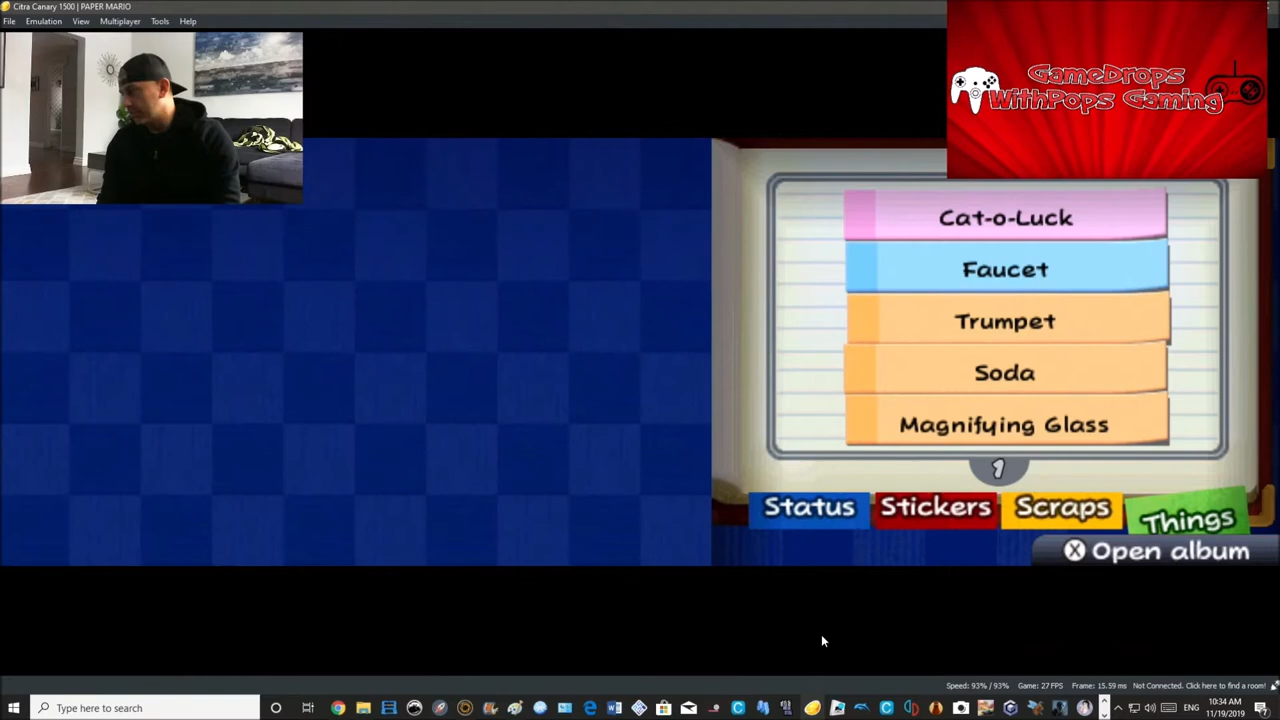 Citra Canary 1500 | PAPER MARIO
File Emulation View Multiplayer Tools Help
GameDrops
WithPops Gaming
Cat-o-Luck
Faucet
Trumpet
Soda
Magnifying Glass
1
Status Stickers Scraps Things
X Open album
Speed: 93% / 93% Game: 27 FPS Frame: 15.59 ms Not Connected. Click here to find a room!
Type here to search
ENG
10:34 AM
11/19/2019